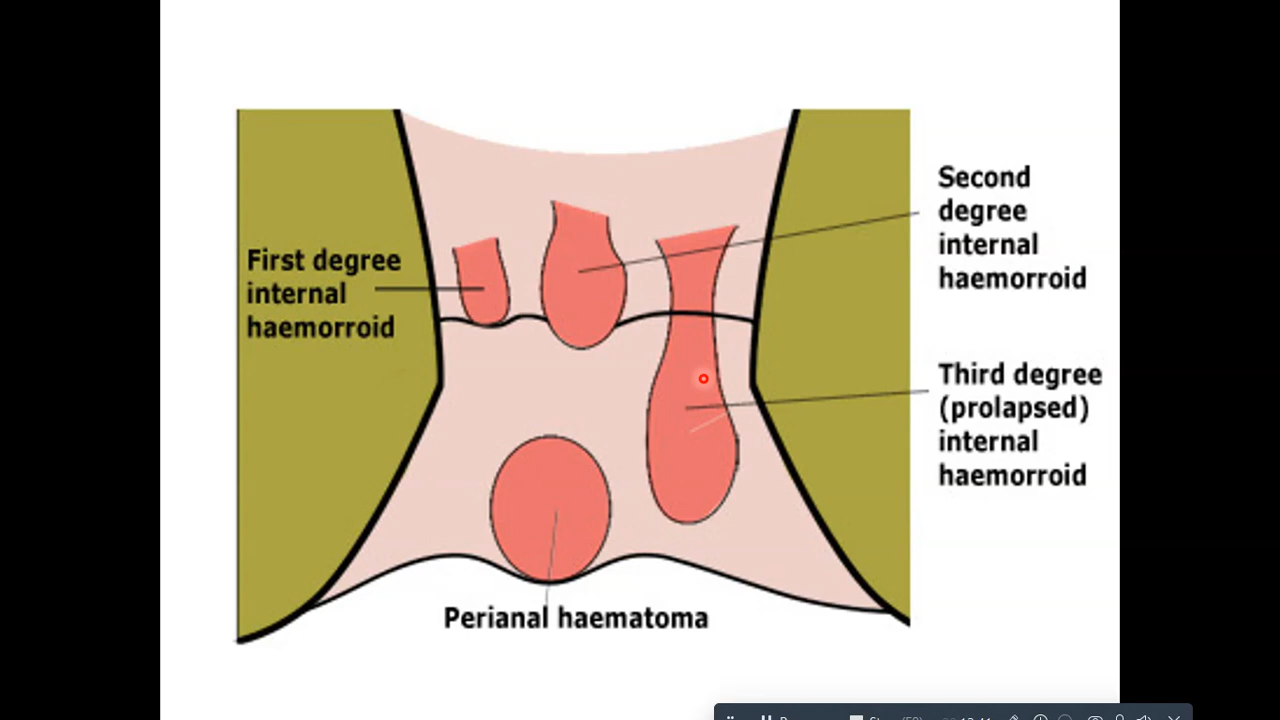 First degree
internal
haemorroid
Second
degree
internal
haemorroid
Third degree
(prolapsed)
internal
haemorroid
Perianal haematoma